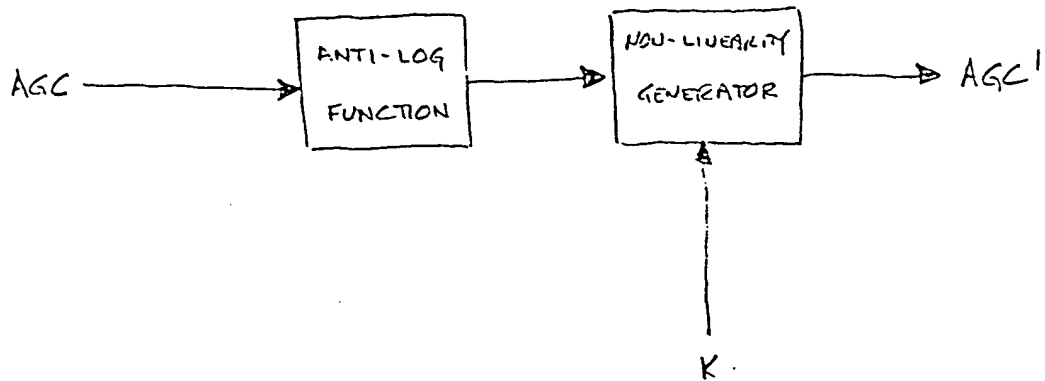 AGC
ANTI-LOG
FUNCTION
NON-LINEARITY
GENERATOR
AGC'
K.